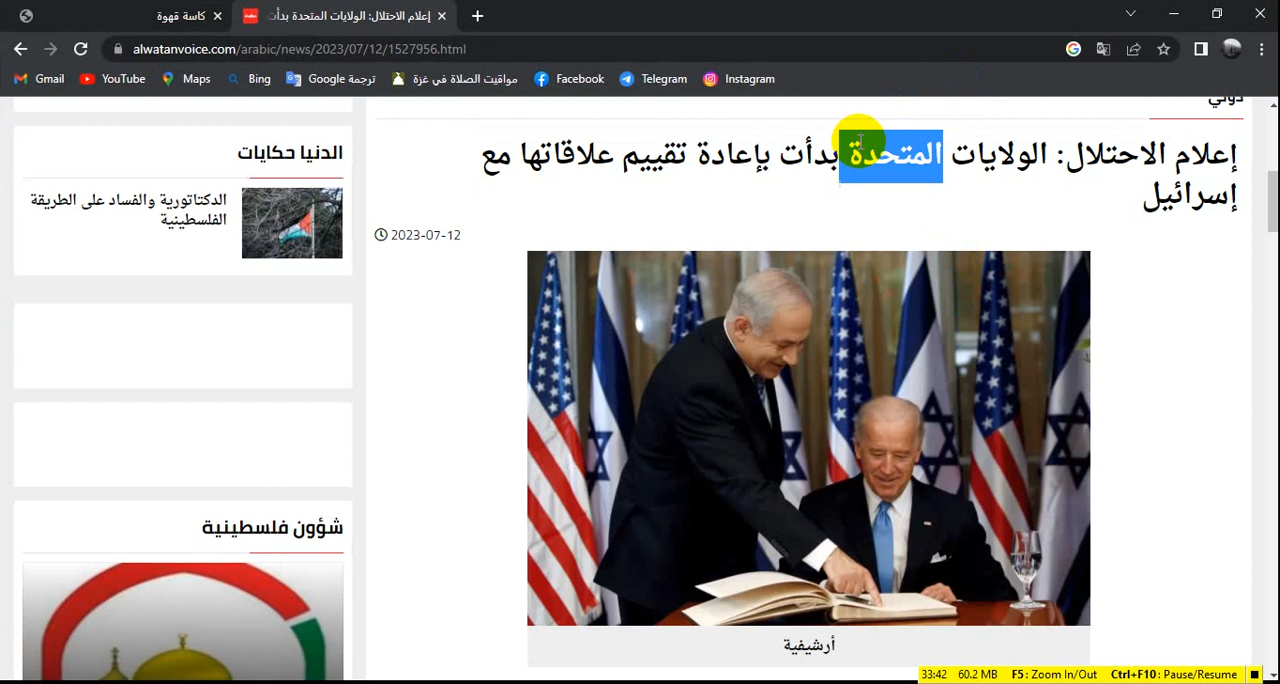 كاسة قهوة
إعلام الاحتلال: الولايات المتحدة بدأت
alwatanvoice.com/arabic/news/2023/07/12/1527956.html
Gmail
YouTube
Maps
Bing
ترجمة Google
مواقيت الصلاة في غزة
Facebook
Telegram
Instagram
دولي
إعلام الاحتلال: الولايات المتحدة بدأت بإعادة تقييم علاقاتها مع
إسرائيل
2023-07-12
أرشيفية
الدنيا حكايات
الدكتاتورية والفساد على الطريقة
الفلسطينية
شؤون فلسطينية
33:42 60.2 MB F5: Zoom In/Out Ctrl+F10: Pause/Resume